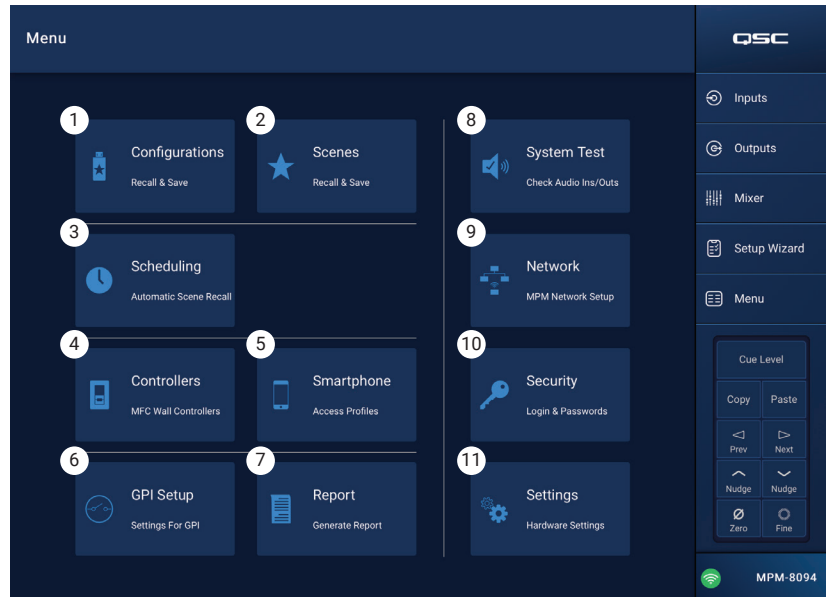 Menu
QSC
1
Configurations
Recall & Save
2
Scenes
Recall & Save
3
Scheduling
Automatic Scene Recall
4
Controllers
MFC Wall Controllers
5
Smartphone
Access Profiles
6
GPI Setup
Settings For GPI
7
Report
Generate Report
8
System Test
Check Audio Ins/Outs
9
Network
MPM Network Setup
10
Security
Login & Passwords
11
Settings
Hardware Settings
Inputs
Outputs
Mixer
Setup Wizard
Menu
Cue Level
Copy Paste
Prev Next
Nudge Nudge
Zero Fine
MPM-8094